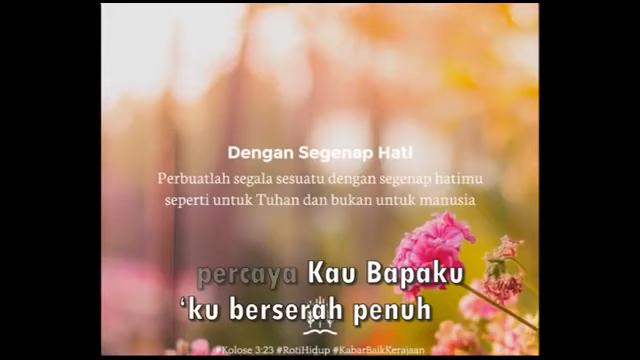 Dengan Segenap Hati
Perbuatlah segala sesuatu dengan segenap hatimu
seperti untuk Tuhan dan bukan untuk manusia
percaya Kau Bapaku
‘ku berserah penuh
#Kolose 3:23 #RotiHidup #KabarBaikKerajaan